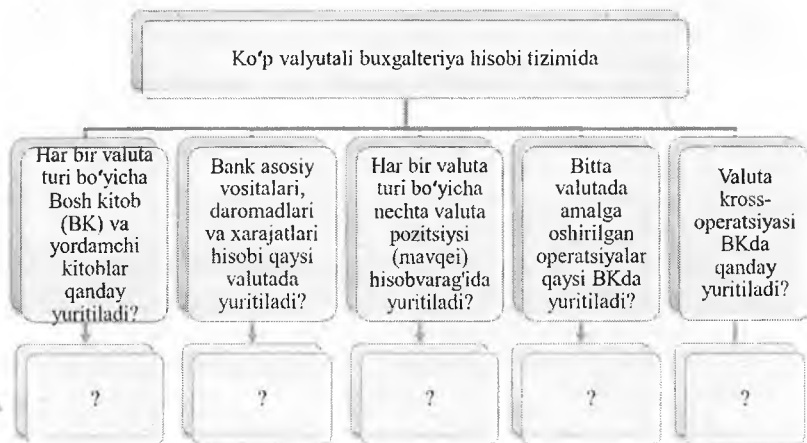 Ko'p valyutali buxgalteriya hisobi tizimida
Har bir valuta
turi bo'yicha
Bosh kitob
(BK) va
yordamchi
kitoblar
qanday
yuritiladi?
Bank asosiy
vositalari,
daromadlari
va xarajatlari
hisobi qaysi
valutada
yuritiladi?
Har bir valuta
turi bo'yicha
nechta valuta
pozitsiysi
(mavqei)
hisobvarag'ida
yuritiladi?
Bitta
valutada
amalga
oshirilgan
operatsiyalar
qaysi BKda
yuritiladi?
Valuta
kross-
operatsiyasi
BKda
qanday
yuritiladi?
?
?
?
?
?